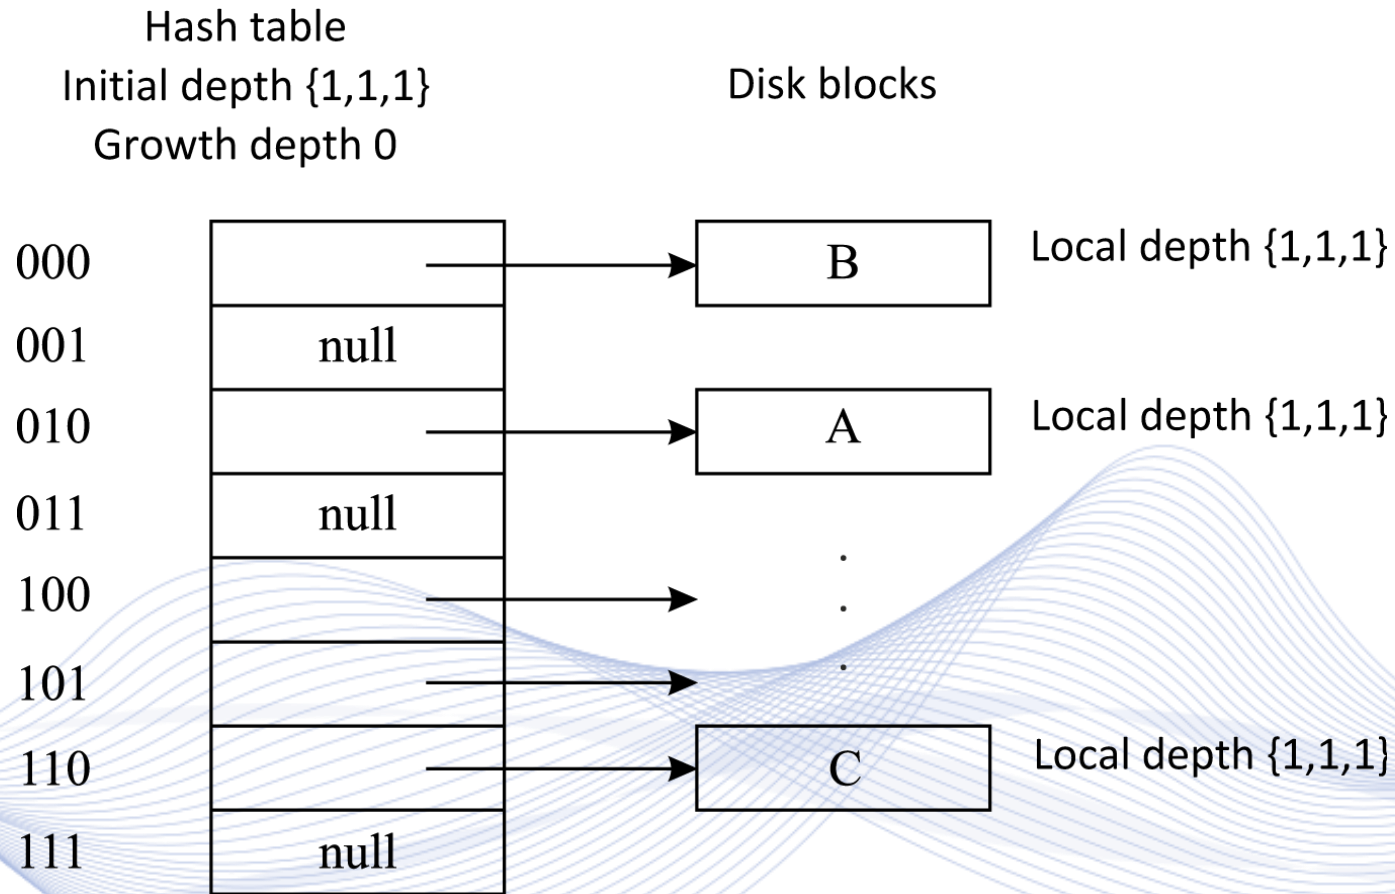 Hash table
Initial depth {1,1,1}
Growth depth 0
Disk blocks
000
B
Local depth {1,1,1}
001
null
010
A
Local depth {1,1,1}
011
null
100
.
.
101
.
110
C
Local depth {1,1,1}
111
null